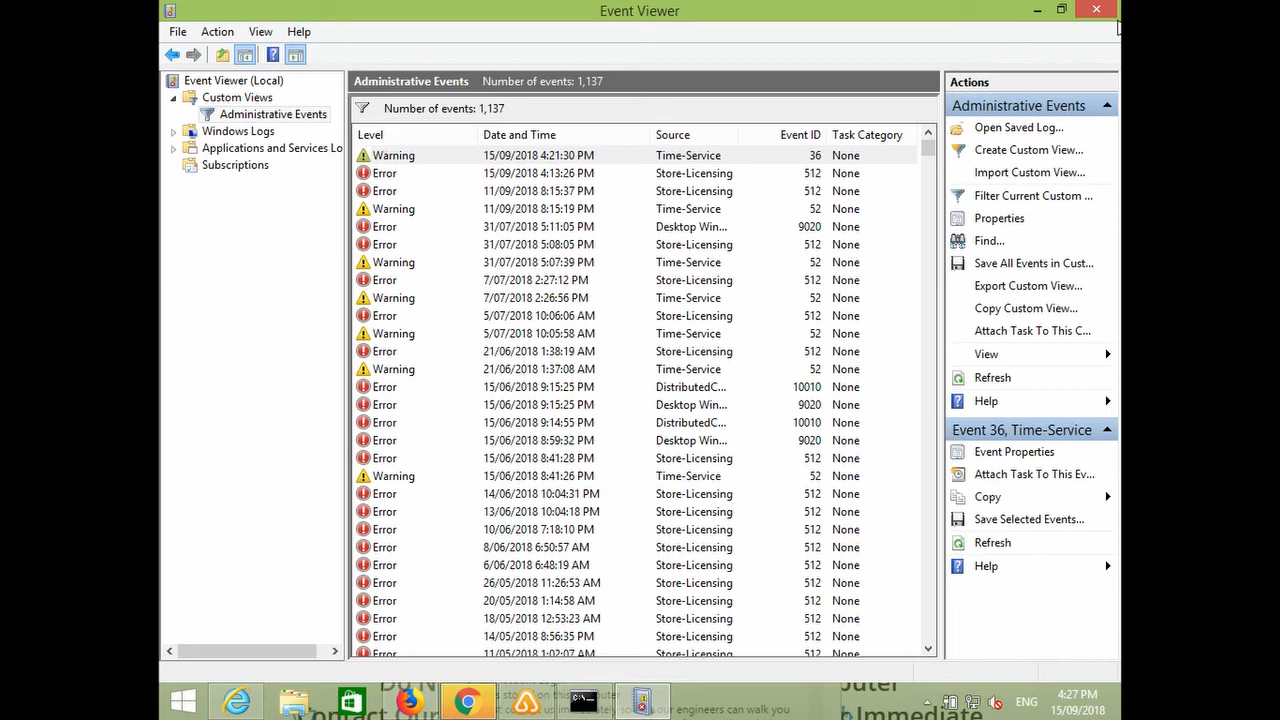 Event Viewer
File Action View Help
Event Viewer (Local)
Custom Views
Administrative Events
Windows Logs
Applications and Services Lo
Subscriptions
Administrative Events Number of events: 1,137
Number of events: 1,137
Level Date and Time Source Event ID Task Category
Warning 15/09/2018 4:21:30 PM Time-Service 36 None
Error 15/09/2018 4:13:26 PM Store-Licensing 512 None
Error 11/09/2018 8:15:37 PM Store-Licensing 512 None
Warning 11/09/2018 8:15:19 PM Time-Service 52 None
Error 31/07/2018 5:11:05 PM Desktop Win... 9020 None
Error 31/07/2018 5:08:05 PM Store-Licensing 512 None
Warning 31/07/2018 5:07:39 PM Time-Service 52 None
Error 7/07/2018 2:27:12 PM Store-Licensing 512 None
Warning 7/07/2018 2:26:56 PM Time-Service 52 None
Error 5/07/2018 10:06:06 AM Store-Licensing 512 None
Warning 5/07/2018 10:05:58 AM Time-Service 52 None
Error 21/06/2018 1:38:19 AM Store-Licensing 512 None
Warning 21/06/2018 1:37:08 AM Time-Service 52 None
Error 15/06/2018 9:15:25 PM DistributedC... 10010 None
Error 15/06/2018 9:15:25 PM Desktop Win... 9020 None
Error 15/06/2018 9:14:55 PM DistributedC... 10010 None
Error 15/06/2018 8:59:32 PM Desktop Win... 9020 None
Error 15/06/2018 8:41:28 PM Store-Licensing 512 None
Warning 15/06/2018 8:41:26 PM Time-Service 52 None
Error 14/06/2018 10:04:31 PM Store-Licensing 512 None
Error 13/06/2018 10:04:18 PM Store-Licensing 512 None
Error 10/06/2018 7:18:10 PM Store-Licensing 512 None
Error 8/06/2018 6:50:57 AM Store-Licensing 512 None
Error 6/06/2018 6:48:19 AM Store-Licensing 512 None
Error 26/05/2018 11:26:53 AM Store-Licensing 512 None
Error 20/05/2018 1:14:58 AM Store-Licensing 512 None
Error 18/05/2018 12:53:23 AM Store-Licensing 512 None
Error 14/05/2018 8:56:35 PM Store-Licensing 512 None
Error 11/05/2018 1:02:07 AM Store-Licensing 512 None
Actions
Administrative Events
Open Saved Log...
Create Custom View...
Import Custom View...
Filter Current Custom ...
Properties
Find...
Save All Events in Cust...
Export Custom View...
Copy Custom View...
Attach Task To This C...
View
Refresh
Help
Event 36, Time-Service
Event Properties
Attach Task To This Ev...
Copy
Save Selected Events...
Refresh
Help
ENG
4:27 PM
15/09/2018